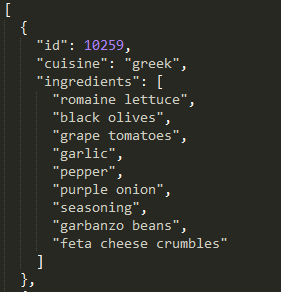 [
  {
    "id": 10259,
    "cuisine": "greek",
    "ingredients": [
      "romaine lettuce",
      "black olives",
      "grape tomatoes",
      "garlic",
      "pepper",
      "purple onion",
      "seasoning",
      "garbanzo beans",
      "feta cheese crumbles"
    ]
  },